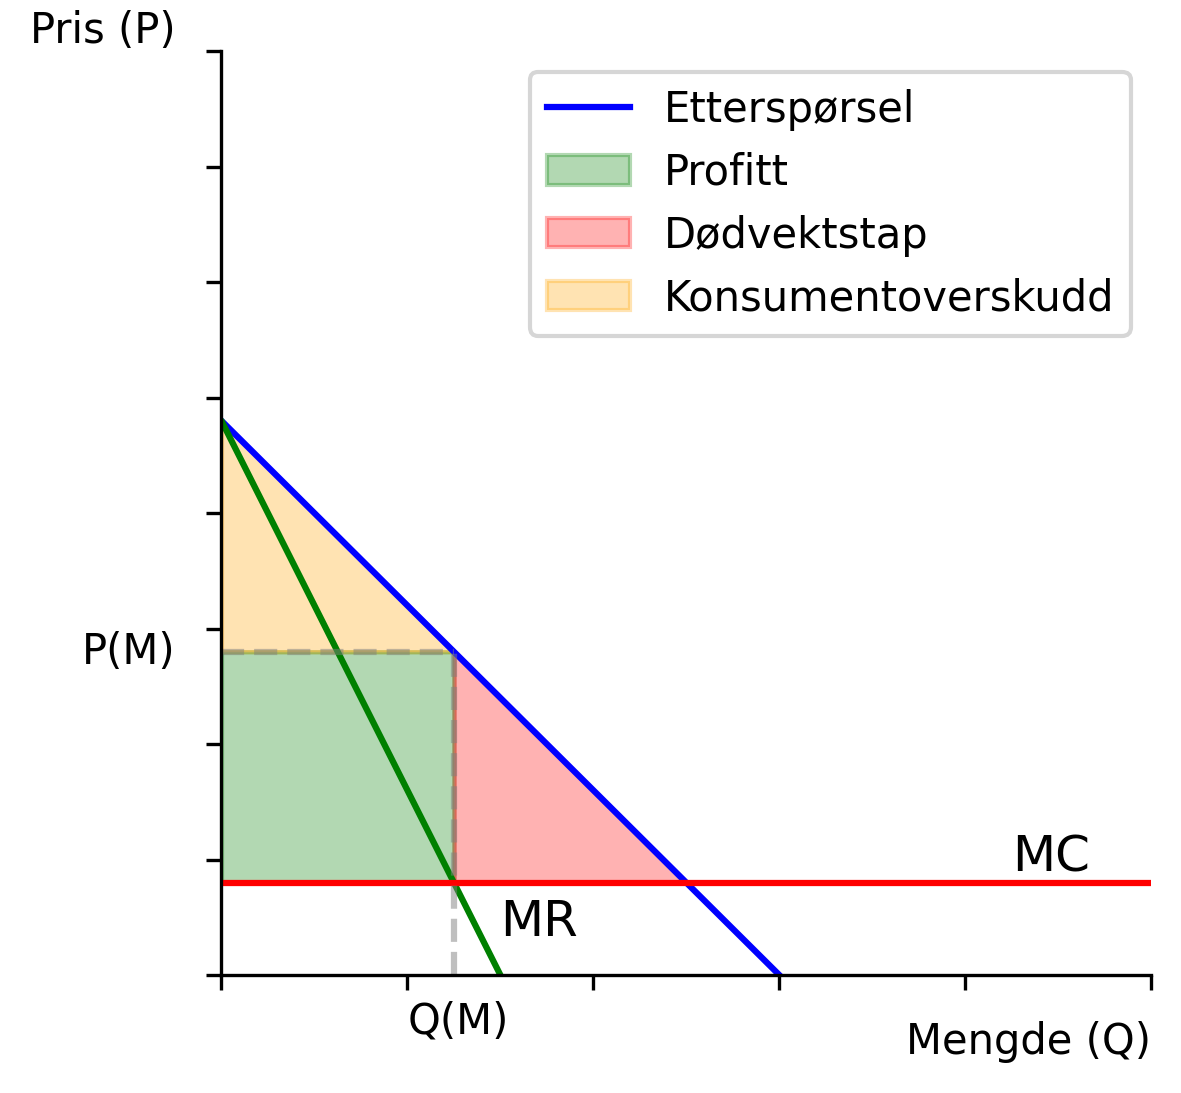 Pris (P)
Etterspørsel
Profitt
Dødvektstap
Konsumentoverskudd
P(M)
MC
MR
Q(M)
Mengde (Q)